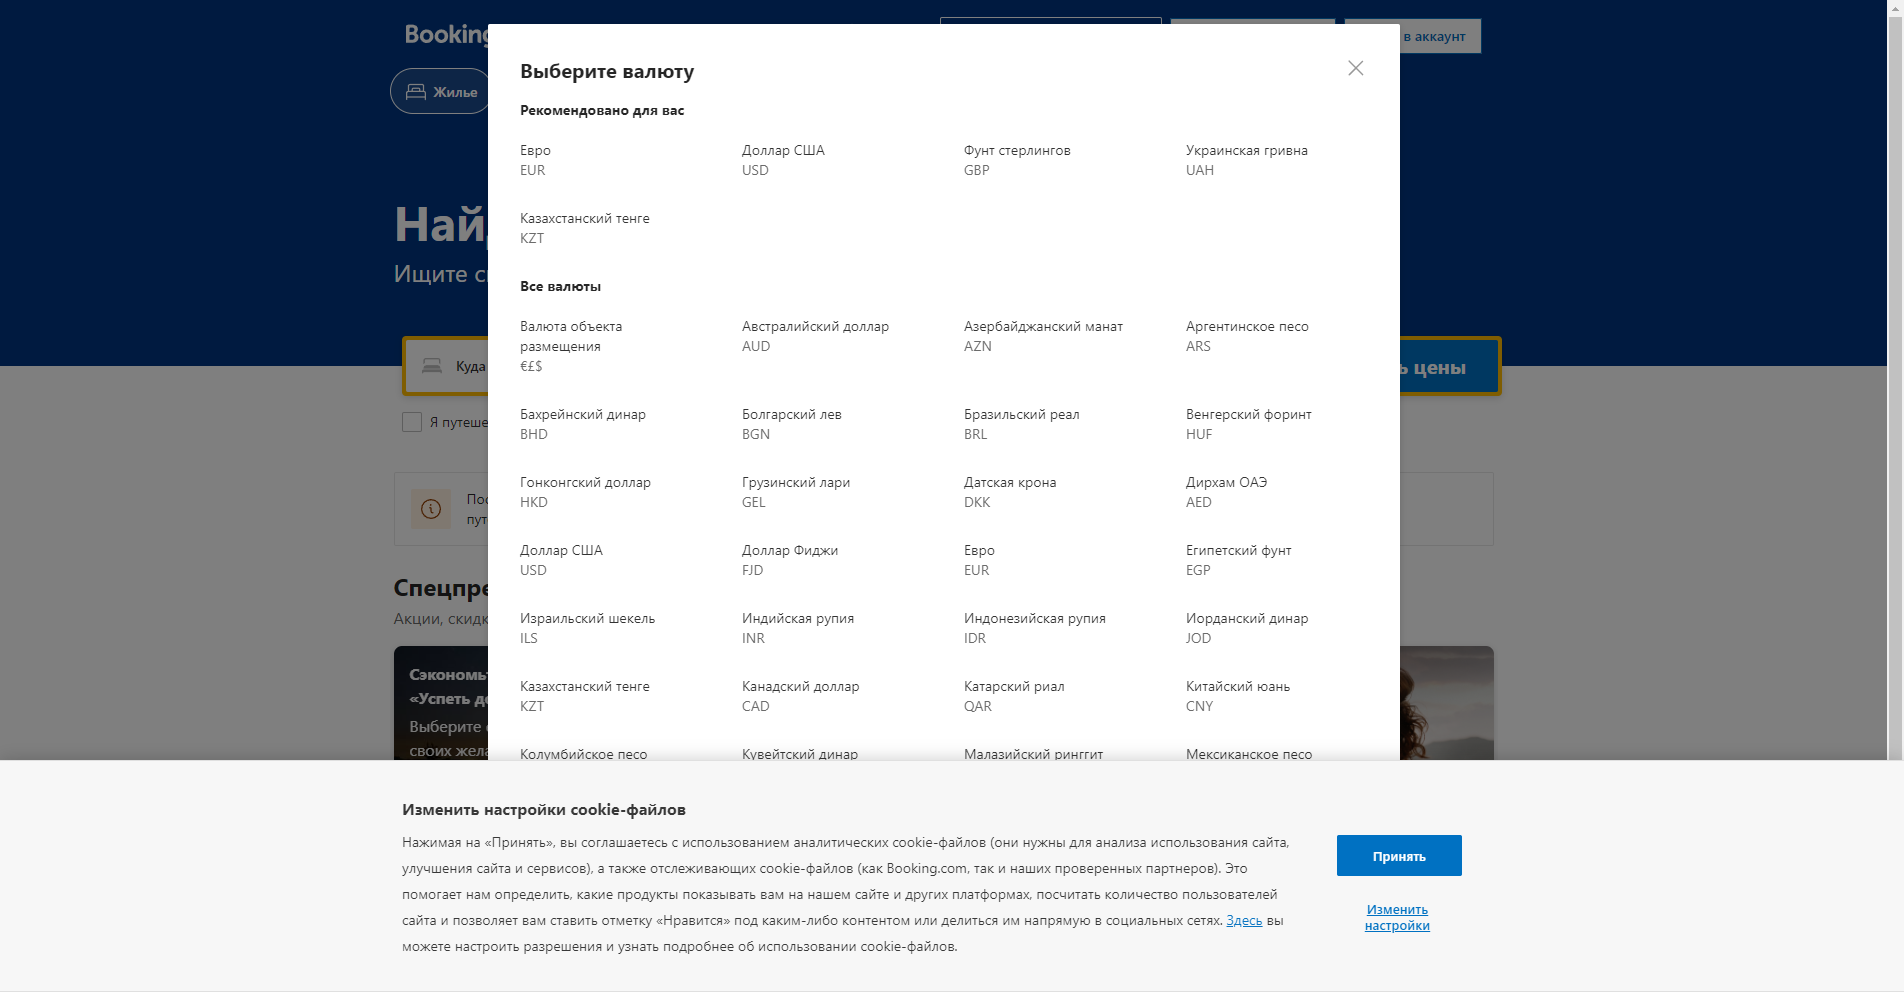 Booking
в аккаунт
Жилье
Выберите валюту
Рекомендовано для вас
Евро
EUR
Доллар США
USD
Фунт стерлингов
GBP
Украинская гривна
UAH
Казахстанский тенге
KZT
Най
Ищите
Все валюты
Валюта объекта
размещения
€£$
Австралийский доллар
AUD
Азербайджанский манат
AZN
Аргентинское песо
ARS
Куда
цены
Бахрейнский динар
BHD
Болгарский лев
BGN
Бразильский реал
BRL
Венгерский форинт
HUF
Я путеше
Гонконгский доллар
HKD
Грузинский лари
GEL
Датская крона
DKK
Дирхам ОАЭ
AED
Пос
пут
Доллар США
USD
Доллар Фиджи
FJD
Евро
EUR
Египетский фунт
EGP
Спецпре
Акции, скидк
Израильский шекель
ILS
Индийская рупия
INR
Индонезийская рупия
IDR
Иорданский динар
JOD
Сэкономьт
«Успеть до
Выберите
своих жела
Казахстанский тенге
KZT
Канадский доллар
CAD
Катарский риал
QAR
Китайский юань
CNY
Колумбийское песо
Кувейтский динар
Малазийский ринггит
Мексиканское песо
Изменить настройки cookie-файлов
Нажимая на «Принять», вы соглашаетесь с использованием аналитических cookie-файлов (они нужны для анализа использования сайта,
улучшения сайта и сервисов), а также отслеживающих cookie-файлов (как Booking.com, так и наших проверенных партнеров). Это
помогает нам определить, какие продукты показывать вам на нашем сайте и других платформах, посчитать количество пользователей
сайта и позволяет вам ставить отметку «Нравится» под каким-либо контентом или делиться им напрямую в социальных сетях. Здесь вы
можете настроить разрешения и узнать подробнее об использовании cookie-файлов.
Принять
Изменить
настройки